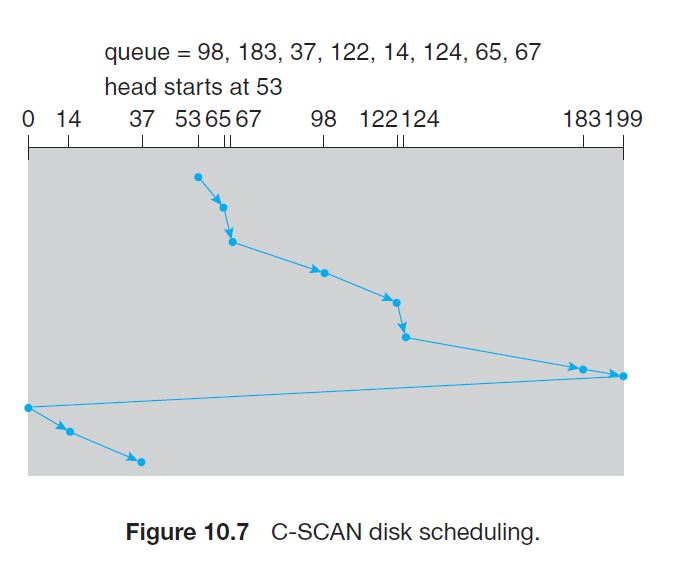 queue = 98, 183, 37, 122, 14, 124, 65, 67
head starts at 53
0 14 37 53 65 67 98 122 124 183 199
Figure 10.7 C-SCAN disk scheduling.